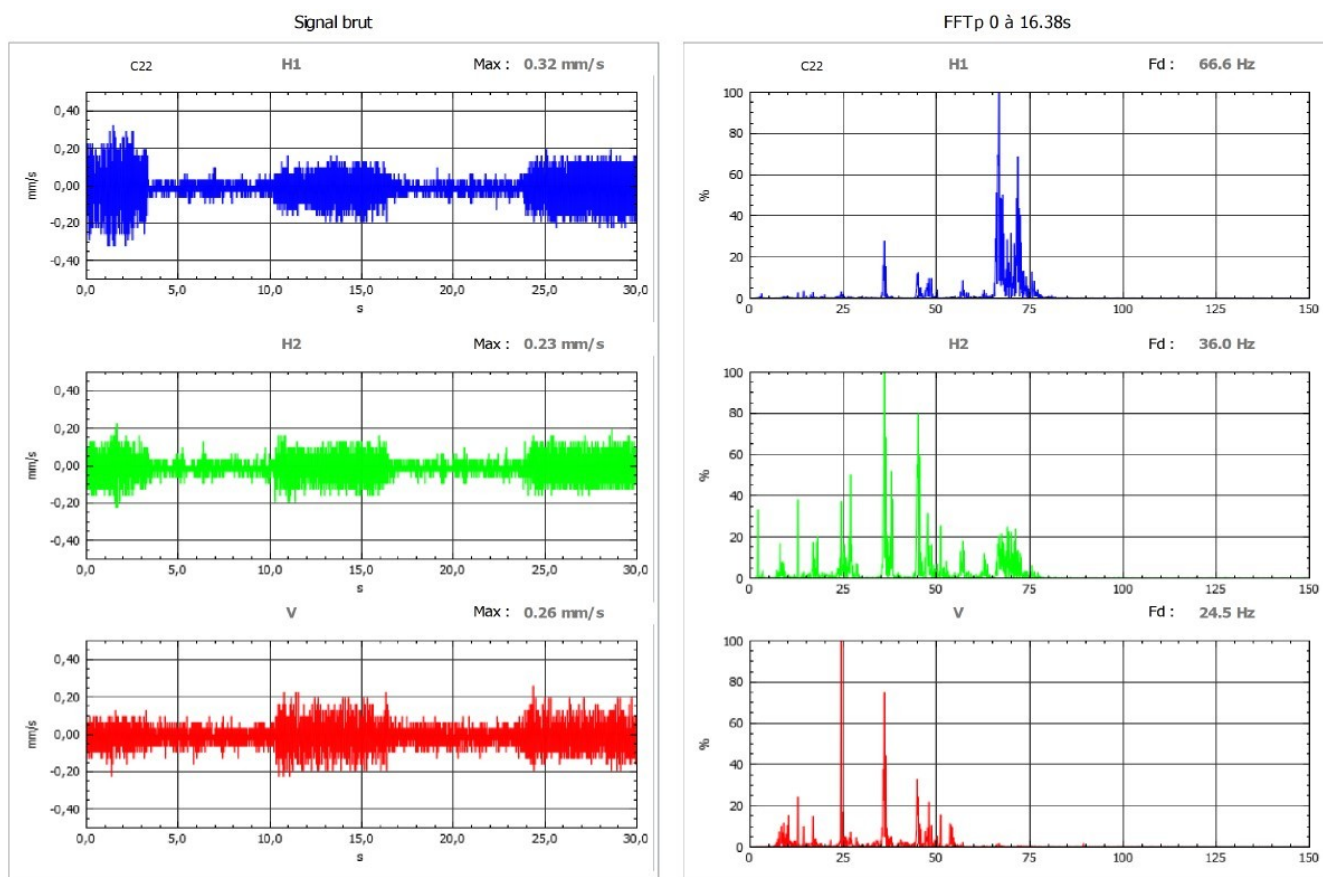 Signal brut
FFTp 0 à 16.38s
C22 H1 Max : 0.32 mm/s
0,40
0,20
0,00
-0,20
-0,40
mm/s
0,0 5,0 10,0 15,0 20,0 25,0 30,0
s
H2 Max : 0.23 mm/s
0,40
0,20
0,00
-0,20
-0,40
mm/s
0,0 5,0 10,0 15,0 20,0 25,0 30,0
s
V Max : 0.26 mm/s
0,40
0,20
0,00
-0,20
-0,40
mm/s
0,0 5,0 10,0 15,0 20,0 25,0 30,0
s
C22 H1 Fd : 66.6 Hz
100
80
60
40
20
0
%
0 25 50 75 100 125 150
H2 Fd : 36.0 Hz
100
80
60
40
20
0
%
0 25 50 75 100 125 150
V Fd : 24.5 Hz
100
80
60
40
20
0
%
0 25 50 75 100 125 150